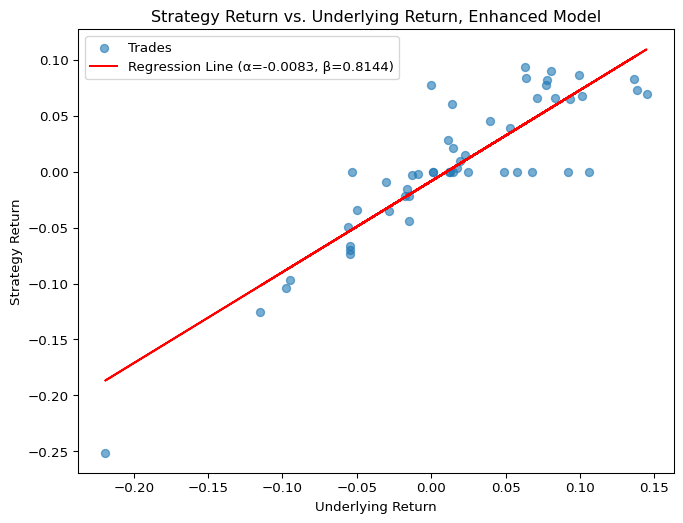 Strategy Return vs. Underlying Return, Enhanced Model
Trades
Regression Line (α=-0.0083, β=0.8144)
0.10
0.05
0.00
−0.05
−0.10
−0.15
−0.20
−0.25
Strategy Return
−0.20 −0.15 −0.10 −0.05 0.00 0.05 0.10 0.15
Underlying Return